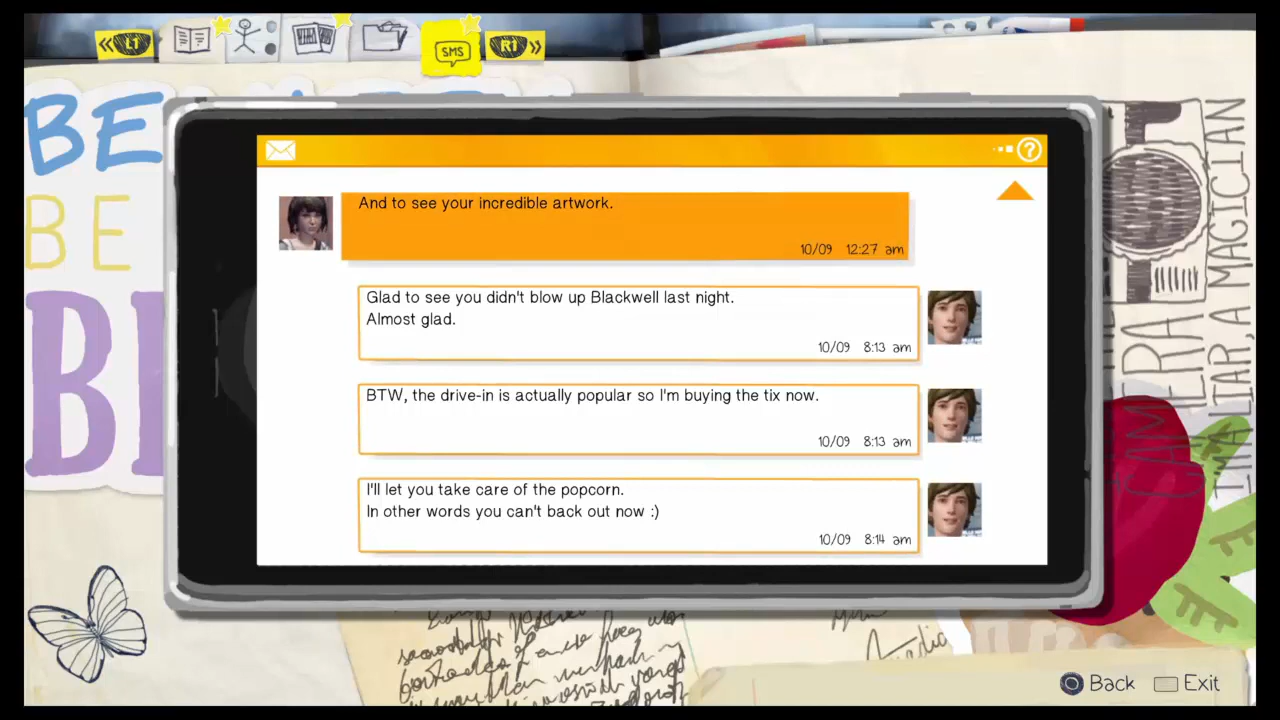 L1
SMS
R1
BE
BE
And to see your incredible artwork.
10/09 12:27 am
Glad to see you didn't blow up Blackwell last night.
Almost glad.
10/09 8:13 am
BTW, the drive-in is actually popular so I'm buying the tix now.
10/09 8:13 am
I'll let you take care of the popcorn.
In other words you can't back out now :)
10/09 8:14 am
?
Back
Exit